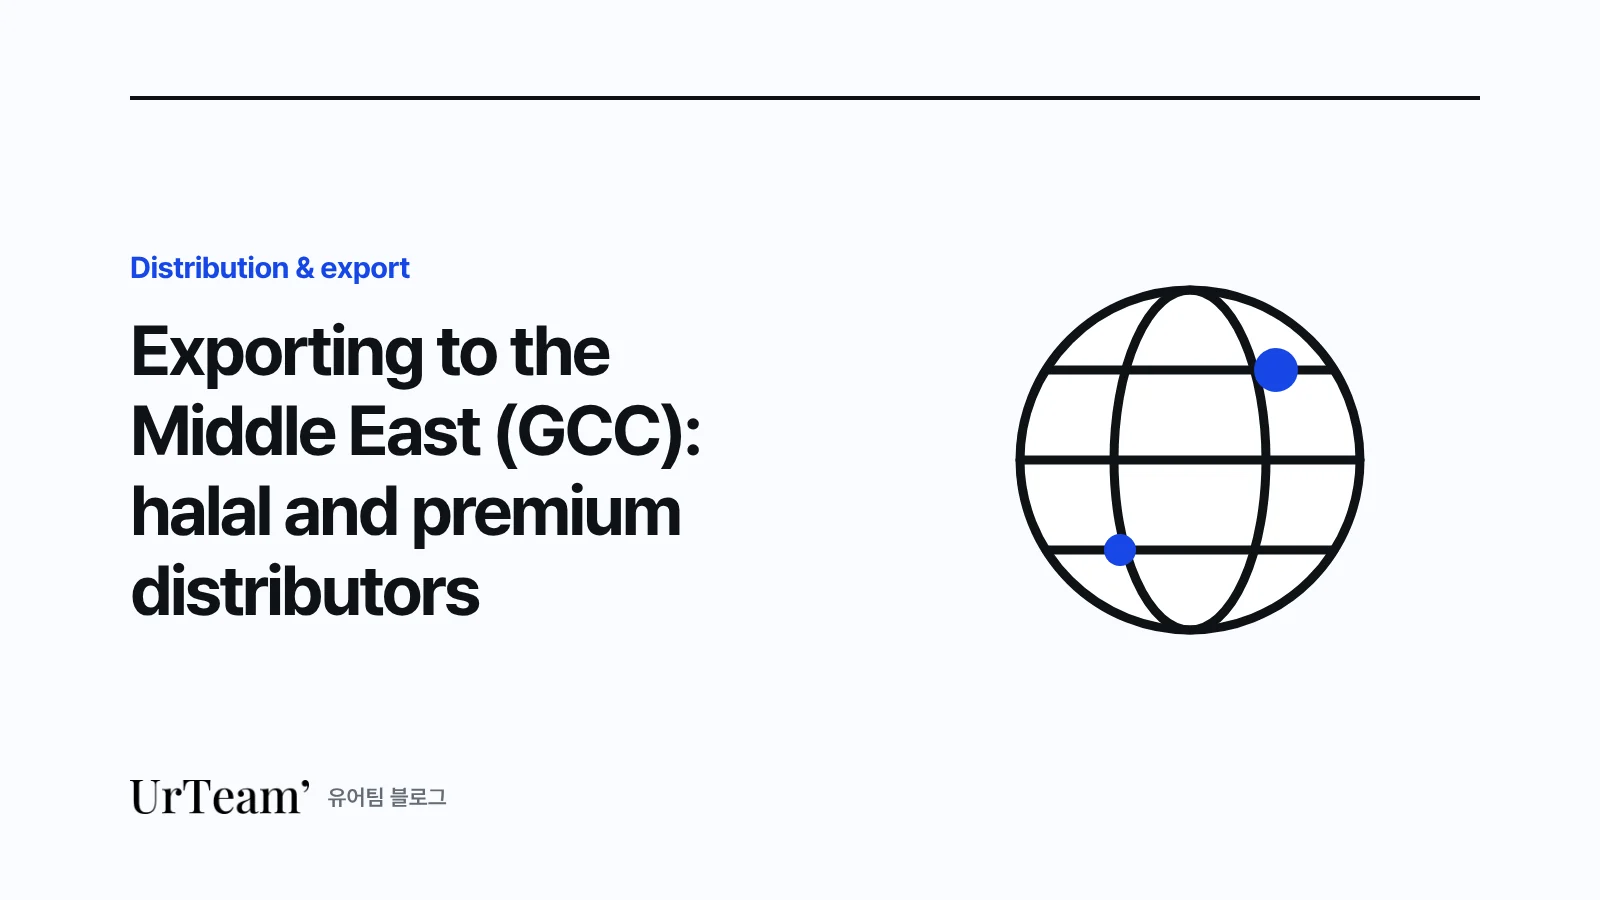 Distribution & export
Exporting to the
Middle East (GCC):
halal and premium
distributors
UrTeam’ 유어팀 블로그